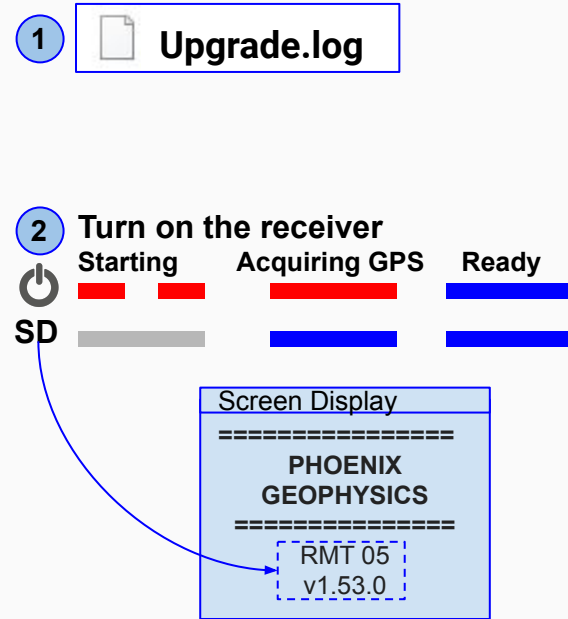 1
Upgrade.log
2
Turn on the receiver
Starting Acquiring GPS Ready
SD
Screen Display
================
PHOENIX
GEOPHYSICS
===============
RMT 05
v1.53.0